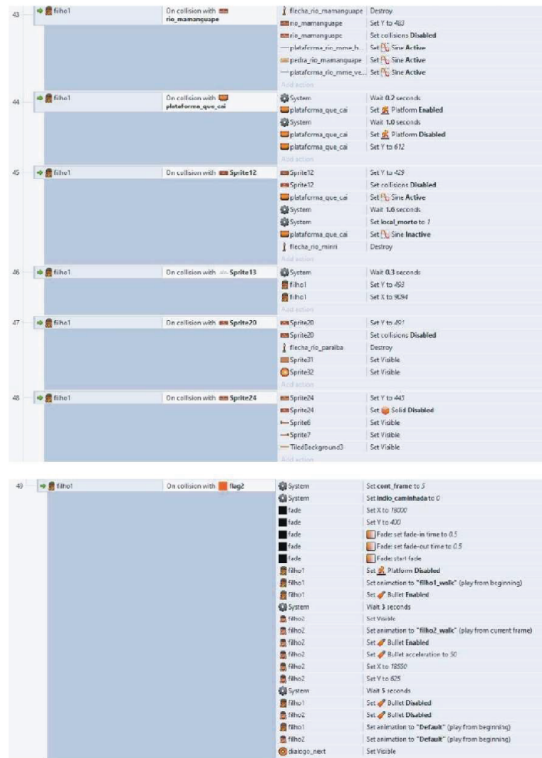 43 filho1 On collision with rio_mamanguape flecha_rio_mamanguape Destroy
rio_mamanguape Set Y to 480
rio_mamanguape Set collisions Disabled
plataforma_rio_mme_h... Set Sine Active
pedra_rio_mamanguape Set Sine Active
plataforma_rio_mme_ve... Set Sine Active
Add action
44 filho1 On collision with plataforma_que_cai System Wait 0.2 seconds
plataforma_que_cai Set Platform Enabled
System Wait 1.0 seconds
plataforma_que_cai Set Platform Disabled
plataforma_que_cai Set Y to 612
Add action
45 filho1 On collision with Sprite12 Sprite12 Set Y to 429
Sprite12 Set collisions Disabled
plataforma_que_cai Set Sine Active
System Wait 1.6 seconds
System Set local_morte to 1
plataforma_que_cai Set Sine Inactive
flecha_rio_miriri Destroy
Add action
46 filho1 On collision with Sprite13 System Wait 0.3 seconds
filho1 Set Y to 493
filho1 Set X to 9094
Add action
47 filho1 On collision with Sprite20 Sprite20 Set Y to 491
Sprite20 Set collisions Disabled
flecha_rio_paraiba Destroy
Sprite31 Set Visible
Sprite32 Set Visible
Add action
48 filho1 On collision with Sprite24 Sprite24 Set Y to 445
Sprite24 Set Solid Disabled
Sprite6 Set Visible
Sprite7 Set Visible
TiledBackground3 Set Visible
Add action
49 filho1 On collision with flag2 System Set cont_frame to 5
System Set indio_caminhada to 0
fade Set X to 18000
fade Set Y to 400
fade Fade: set fade-in time to 0.5
fade Fade: set fade-out time to 0.5
fade Fade: start fade
filho1 Set Platform Disabled
filho1 Set animation to "filho1_walk" (play from beginning)
filho1 Set Bullet Enabled
System Wait 5 seconds
filho2 Set Visible
filho2 Set animation to "filho2_walk" (play from current frame)
filho2 Set Bullet Enabled
filho2 Set Bullet acceleration to 50
filho2 Set X to 18550
filho2 Set Y to 625
System Wait 5 seconds
filho1 Set Bullet Disabled
filho2 Set Bullet Disabled
filho1 Set animation to "Default" (play from beginning)
filho2 Set animation to "Default" (play from beginning)
dialogo_next Set Visible